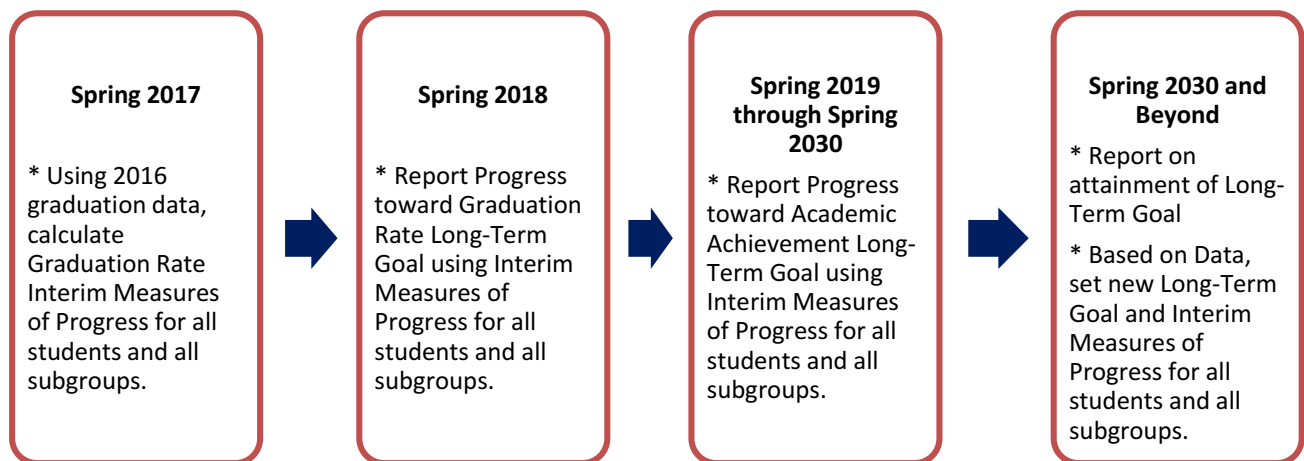 Spring 2017
* Using 2016
graduation data,
calculate
Graduation Rate
Interim Measures
of Progress for all
students and all
subgroups.
Spring 2018
* Report Progress
toward Graduation
Rate Long-Term
Goal using Interim
Measures of
Progress for all
students and all
subgroups.
Spring 2019
through Spring
2030
* Report Progress
toward Academic
Achievement Long-
Term Goal using
Interim Measures
of Progress for all
students and all
subgroups.
Spring 2030 and
Beyond
* Report on
attainment of Long-
Term Goal
* Based on Data,
set new Long-Term
Goal and Interim
Measures of
Progress for all
students and all
subgroups.